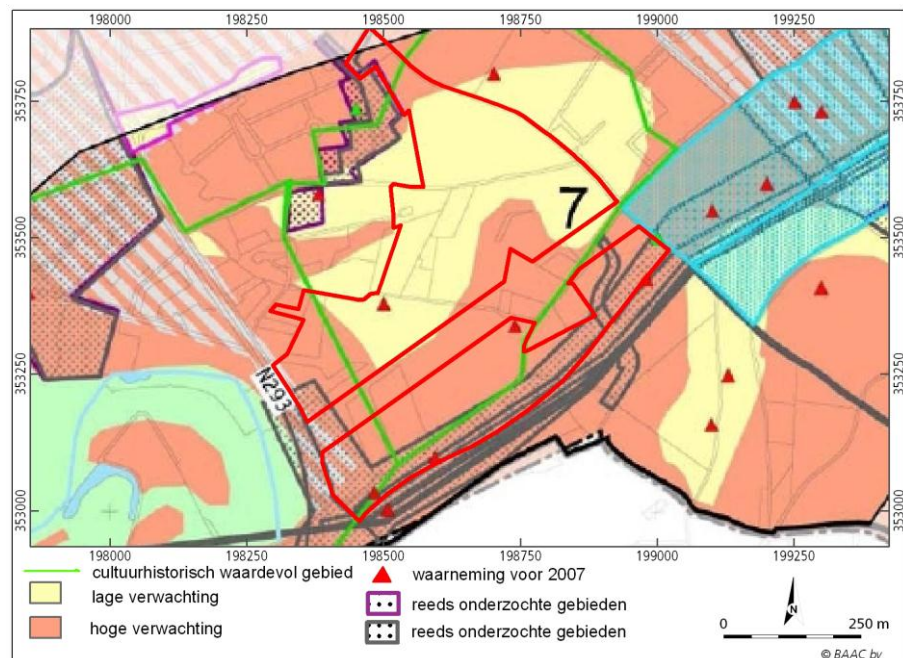 198000 198250 198500 198750 199000 199250
353750 353750
353500 353500
353250 353250
353000 353000
7
N293
198000 198250 198500 198750 199000 199250
cultuurhistorisch waardevol gebied
lage verwachting
hoge verwachting
waarneming voor 2007
reeds onderzochte gebieden
reeds onderzochte gebieden
N
0 250 m
© BAAC bv